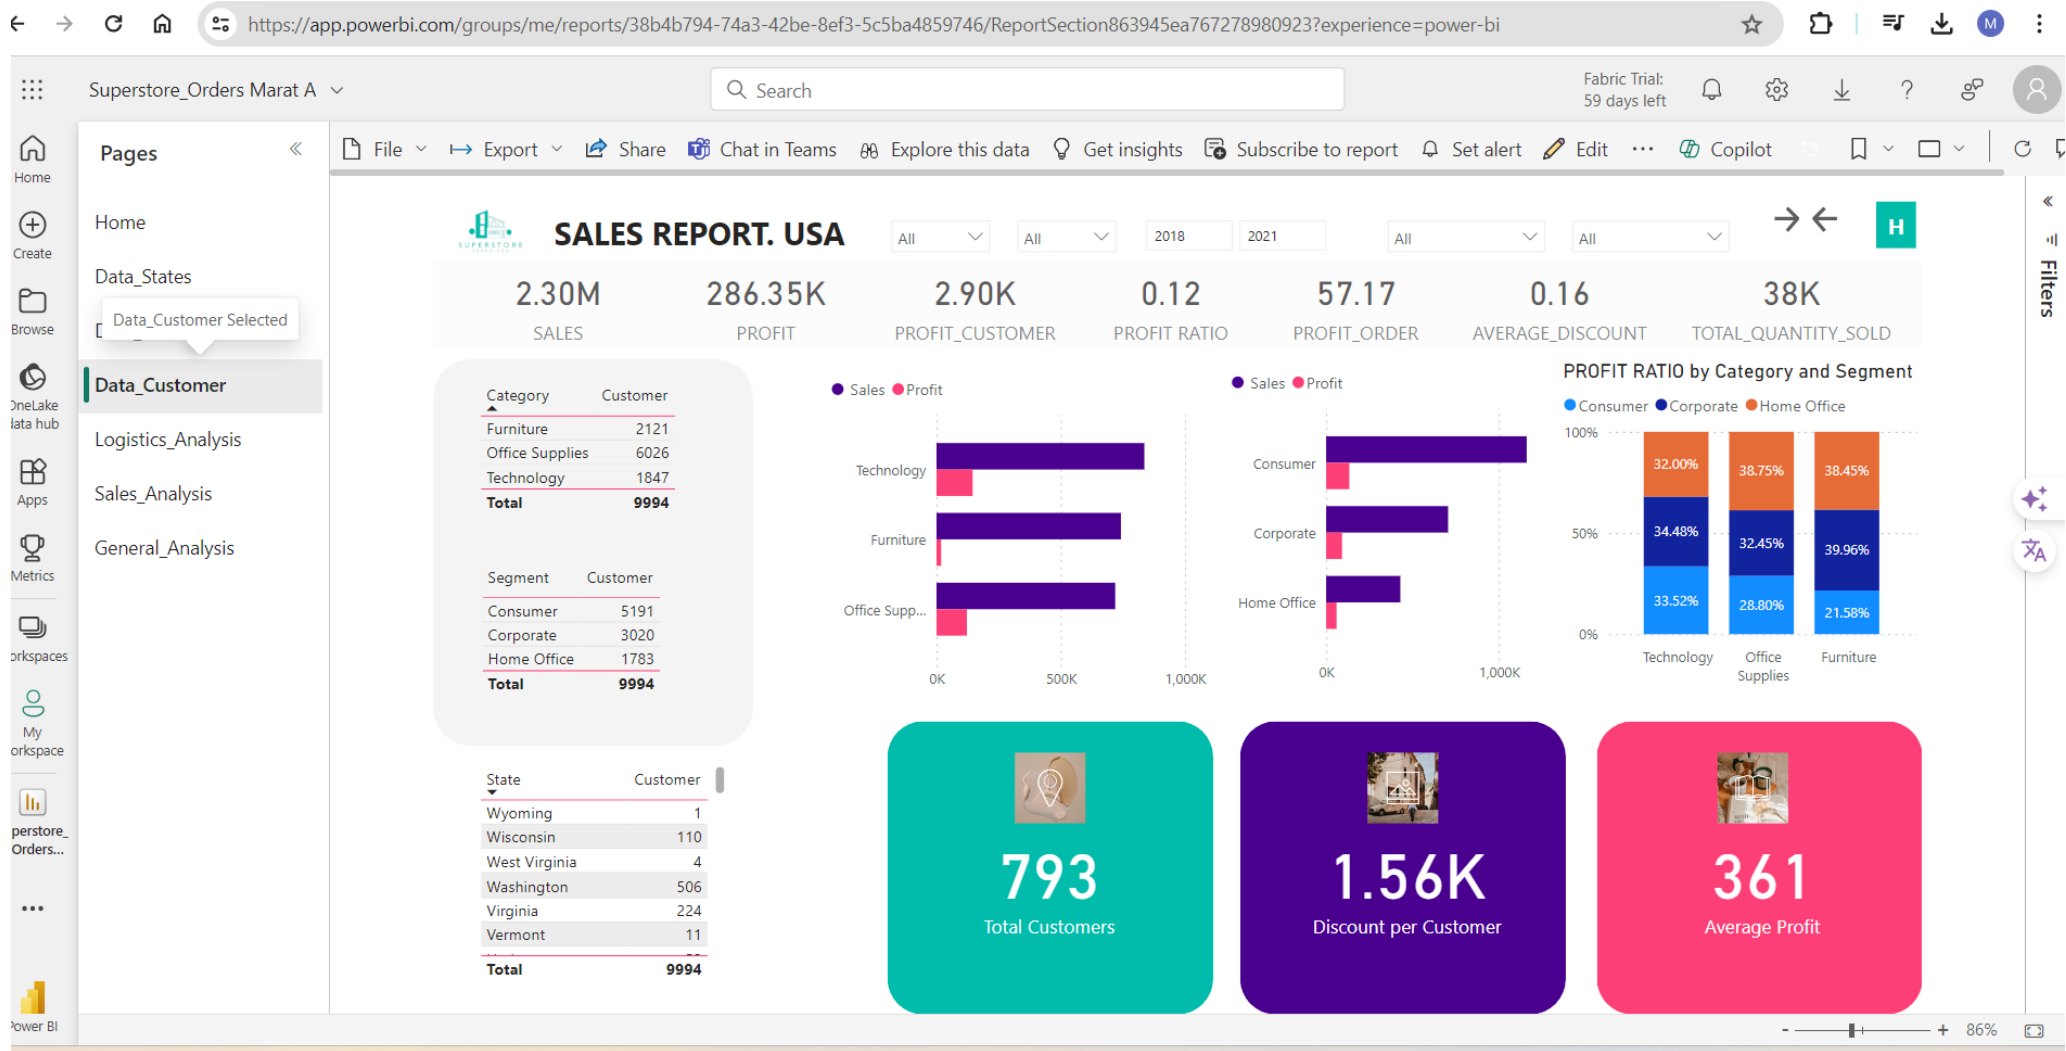 https://app.powerbi.com/groups/me/reports/38b4b794-74a3-42be-8ef3-5c5ba4859746/ReportSection863945ea767278980923?experience=power-bi
M
Superstore_Orders Marat A
Search
Fabric Trial:
59 days left
Home
Create
Browse
OneLake
data hub
Apps
Metrics
orkspaces
My
orkspace
perstore_
Orders...
Power BI
Pages
Home
Data_States
Data_Customer Selected
Data_Customer
Logistics_Analysis
Sales_Analysis
General_Analysis
File
Export
Share
Chat in Teams
Explore this data
Get insights
Subscribe to report
Set alert
Edit
Copilot
SUPERSTORE
SALES REPORT. USA
All
All
2018
2021
All
All
H
Filters
2.30M
SALES
286.35K
PROFIT
2.90K
PROFIT_CUSTOMER
0.12
PROFIT RATIO
57.17
PROFIT_ORDER
0.16
AVERAGE_DISCOUNT
38K
TOTAL_QUANTITY_SOLD
Category Customer
Furniture 2121
Office Supplies 6026
Technology 1847
Total 9994
Segment Customer
Consumer 5191
Corporate 3020
Home Office 1783
Total 9994
State Customer
Wyoming 1
Wisconsin 110
West Virginia 4
Washington 506
Virginia 224
Vermont 11
Total 9994
Sales Profit
Technology
Furniture
Office Supp...
0K 500K 1,000K
Sales Profit
Consumer
Corporate
Home Office
0K 1,000K
PROFIT RATIO by Category and Segment
Consumer Corporate Home Office
100%
50%
0%
32.00%
34.48%
33.52%
38.75%
32.45%
28.80%
38.45%
39.96%
21.58%
Technology
Office
Supplies
Furniture
793
Total Customers
1.56K
Discount per Customer
361
Average Profit
- + 86%